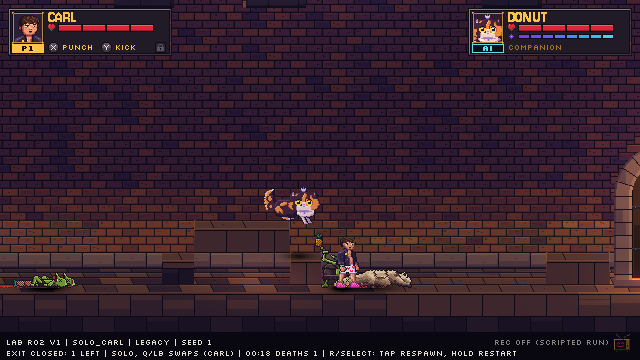 CARL
P1
X PUNCH Y KICK
DONUT
AI
COMPANION
LAB R02 V1 | SOLO_CARL | LEGACY | SEED 1
REC OFF (SCRIPTED RUN)
EXIT CLOSED: 1 LEFT | SOLO, Q/LB SWAPS (CARL) | 00:18 DEATHS 1 | R/SELECT: TAP RESPAWN, HOLD RESTART